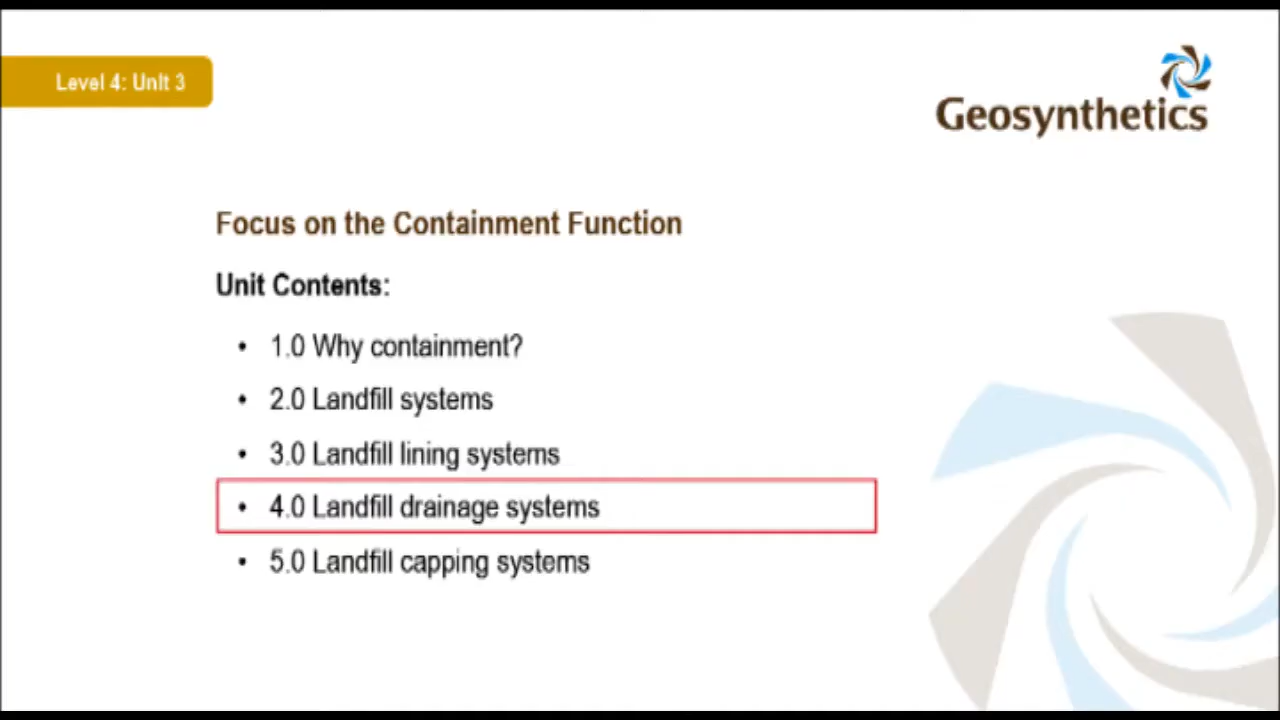 Level 4: Unit 3
Geosynthetics
Focus on the Containment Function
Unit Contents:
• 1.0 Why containment?
• 2.0 Landfill systems
• 3.0 Landfill lining systems
• 4.0 Landfill drainage systems
• 5.0 Landfill capping systems